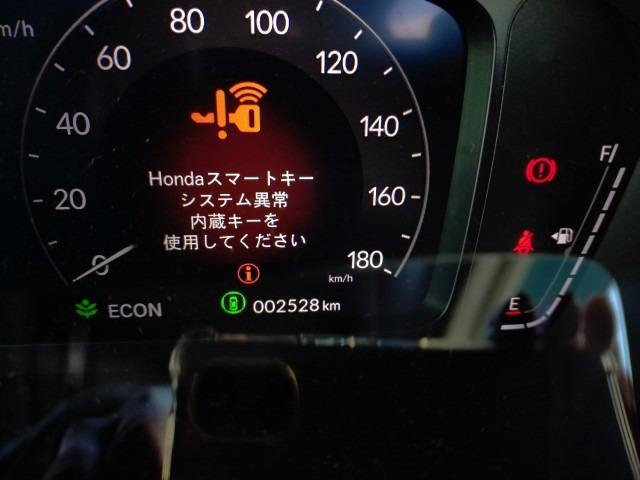 m/h
80
100
60
120
40
140
20
160
0
180
km/h
Hondaスマートキー
システム異常
内蔵キーを
使用してください
ECON
002528 km
F
E